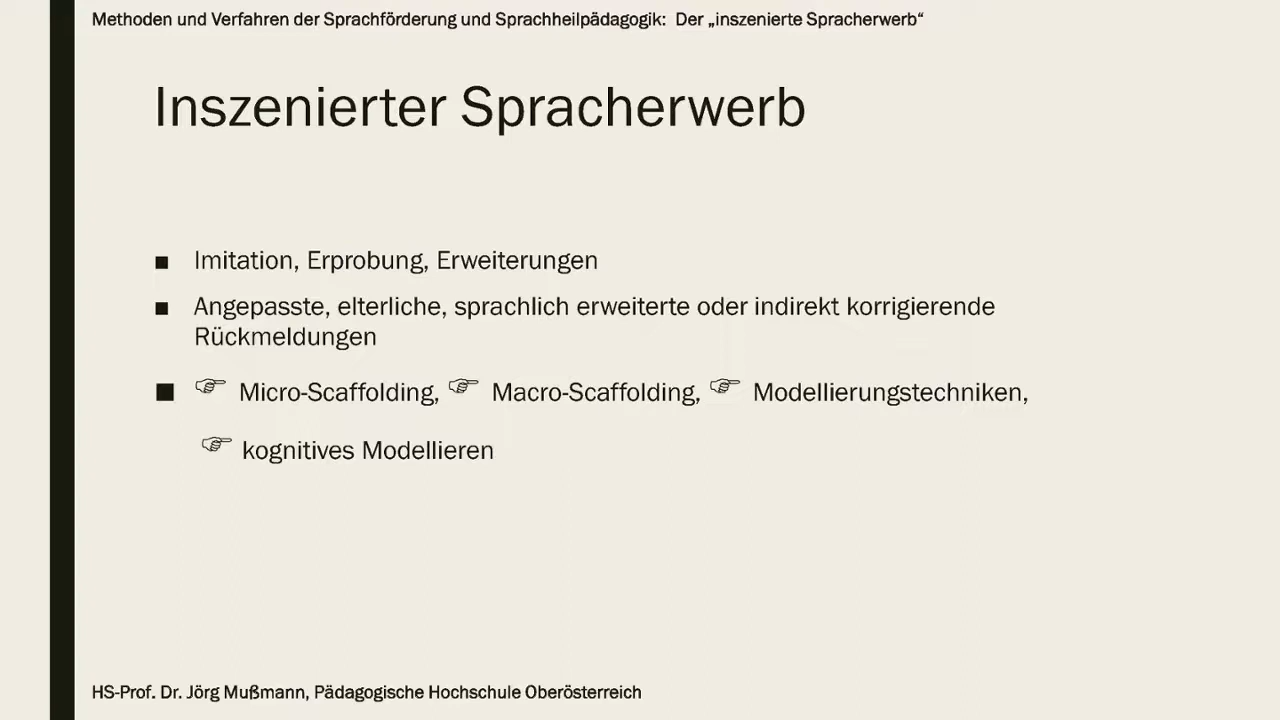 Methoden und Verfahren der Sprachförderung und Sprachheilpädagogik: Der „inszenierte Spracherwerb“
Inszenierter Spracherwerb
■ Imitation, Erprobung, Erweiterungen
■ Angepasste, elterliche, sprachlich erweiterte oder indirekt korrigierende
Rückmeldungen
■ ☞ Micro-Scaffolding, ☞ Macro-Scaffolding, ☞ Modellierungstechniken,
☞ kognitives Modellieren
HS-Prof. Dr. Jörg Mußmann, Pädagogische Hochschule Oberösterreich